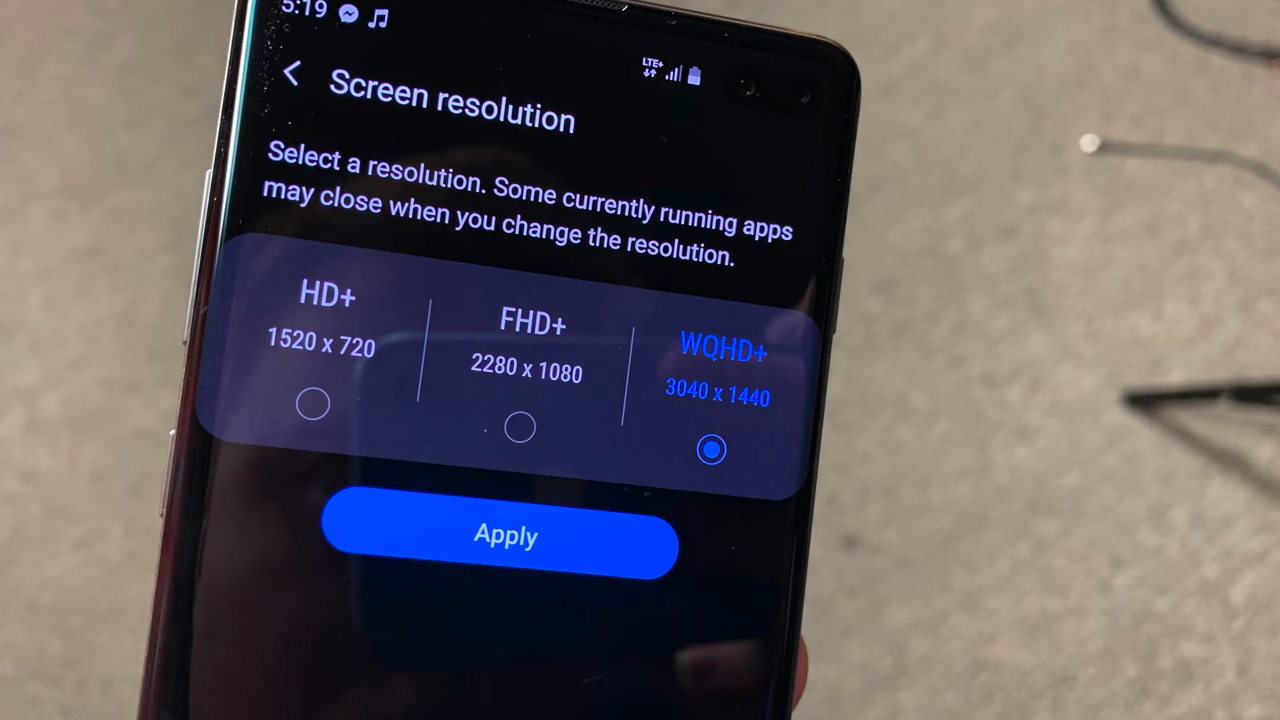 5:19
LTE+
Screen resolution
Select a resolution. Some currently running apps
may close when you change the resolution.
HD+
1520 x 720
FHD+
2280 x 1080
WQHD+
3040 x 1440
Apply